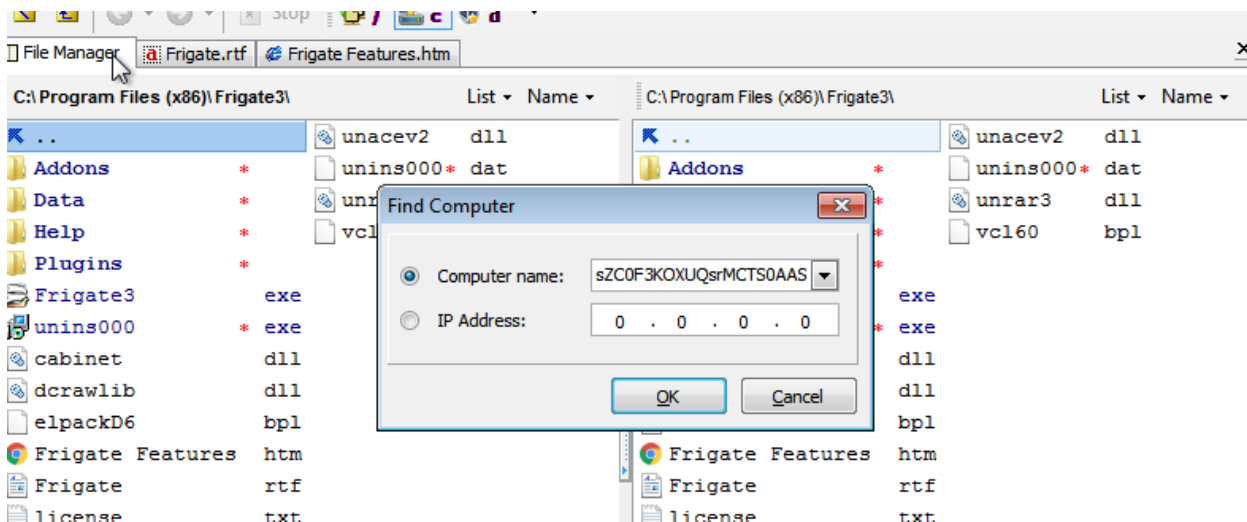 Stop / c d
File Manager Frigate.rtf Frigate Features.htm
C:\Program Files (x86)\Frigate3\ List Name C:\Program Files (x86)\Frigate3\ List Name
.. unacev2 dll .. unacev2 dll
Addons * unins000* dat Addons * unins000* dat
Data * unr Find Computer * unrar3 dll
Help * vcl vcl60 bpl
Plugins * Computer name: sZC0F3KOXUQsrMCTS0AAS *
Frigate3 exe IP Address: 0 . 0 . 0 . 0 exe
unins000 * exe * exe
cabinet dll dll
dcrawlib dll OK Cancel dll
elpackD6 bpl bpl
Frigate Features htm Frigate Features htm
Frigate rtf Frigate rtf
license txt license txt